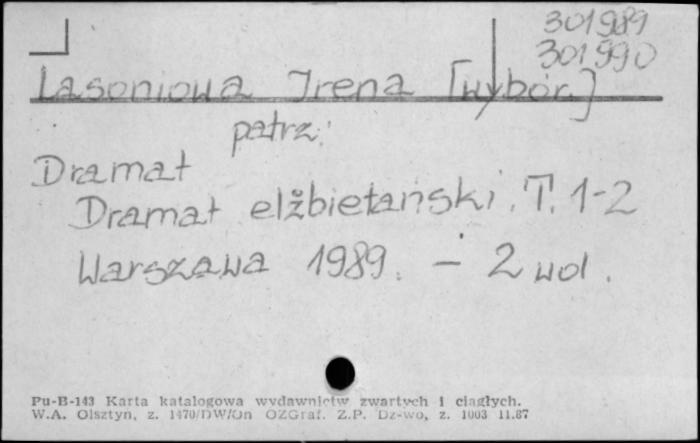 301989
301990
Lasoniowa Irena [wybór.]
patrz:
Dramat
Dramat elżbietański. T. 1-2
Warszawa 1989. - 2 wol.
Pu-B-143 Karta katalogowa wydawnictw zwartych i ciągłych.
W.A. Olsztyn, z. 1470/DW/On OZGraf. Z.P. Dz-wo, z. 1003 11.87